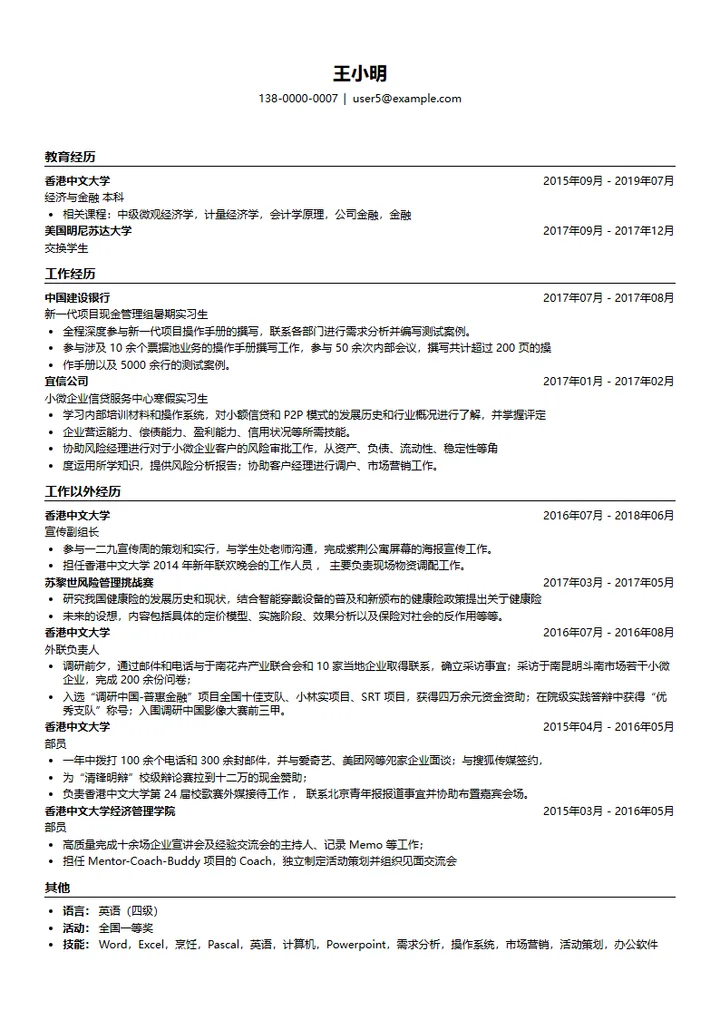 王小明
138-0000-0007 | user5@example.com
教育经历
香港中文大学 2015年09月 - 2019年07月
经济与金融 本科
• 相关课程：中级微观经济学，计量经济学，会计学原理，公司金融，金融
美国明尼苏达大学 2017年09月 - 2017年12月
交换学生
工作经历
中国建设银行 2017年07月 - 2017年08月
新一代项目现金管理组暑期实习生
• 全程深度参与新一代项目操作手册的撰写，联系各部门进行需求分析并编写测试案例。
• 参与涉及 10 余个票据池业务的操作手册撰写工作，参与 50 余次内部会议，撰写共计超过 200 页的操
• 作手册以及 5000 余行的测试案例。
宜信公司 2017年01月 - 2017年02月
小微企业信贷服务中心寒假实习生
• 学习内部培训材料和操作系统，对小额信贷和 P2P 模式的发展历史和行业概况进行了解，并掌握评定
• 企业营运能力、偿债能力、盈利能力、信用状况等所需技能。
• 协助风险经理进行对于小微企业客户的风险审批工作，从资产、负债、流动性、稳定性等角
• 度运用所学知识，提供风险分析报告；协助客户经理进行调户、市场营销工作。
工作以外经历
香港中文大学 2016年07月 - 2018年06月
宣传副组长
• 参与一二九宣传周的策划和实行，与学生处老师沟通，完成紫荆公寓屏幕的海报宣传工作。
• 担任香港中文大学 2014 年新年联欢晚会的工作人员 ， 主要负责现场物资调配工作。
苏黎世风险管理挑战赛 2017年03月 - 2017年05月
• 研究我国健康险的发展历史和现状，结合智能穿戴设备的普及和新颁布的健康险政策提出关于健康险
• 未来的设想，内容包括具体的定价模型、实施阶段、效果分析以及保险对社会的反作用等等。
香港中文大学 2016年07月 - 2016年08月
外联负责人
• 调研前夕，通过邮件和电话与于南花卉产业联合会和 10 家当地企业取得联系，确立采访事宜；采访于南昆明斗南市场若干小微
企业，完成 200 余份问卷；
• 入选“调研中国-普惠金融”项目全国十佳支队、小林实项目、SRT 项目，获得四万余元资金资助；在院级实践答辩中获得“优
秀支队”称号；入围调研中国影像大赛前三甲。
香港中文大学 2015年04月 - 2016年05月
部员
• 一年中拨打 100 余个电话和 300 余封邮件，并与爱奇艺、美团网等死家企业面谈；与搜狐传媒签约，
• 为“清锋明辩”校级辩论赛拉到十二万的现金赞助；
• 负责香港中文大学第 24 届校歌赛外媒接待工作 ， 联系北京青年报报道事宜并协助布置嘉宾会场。
香港中文大学经济管理学院 2015年03月 - 2016年05月
部员
• 高质量完成十余场企业宣讲会及经验交流会的主持人、记录 Memo 等工作；
• 担任 Mentor-Coach-Buddy 项目的 Coach，独立制定活动策划并组织见面交流会
其他
• 语言： 英语（四级）
• 活动： 全国一等奖
• 技能： Word，Excel，烹饪，Pascal，英语，计算机，Powerpoint，需求分析，操作系统，市场营销，活动策划，办公软件